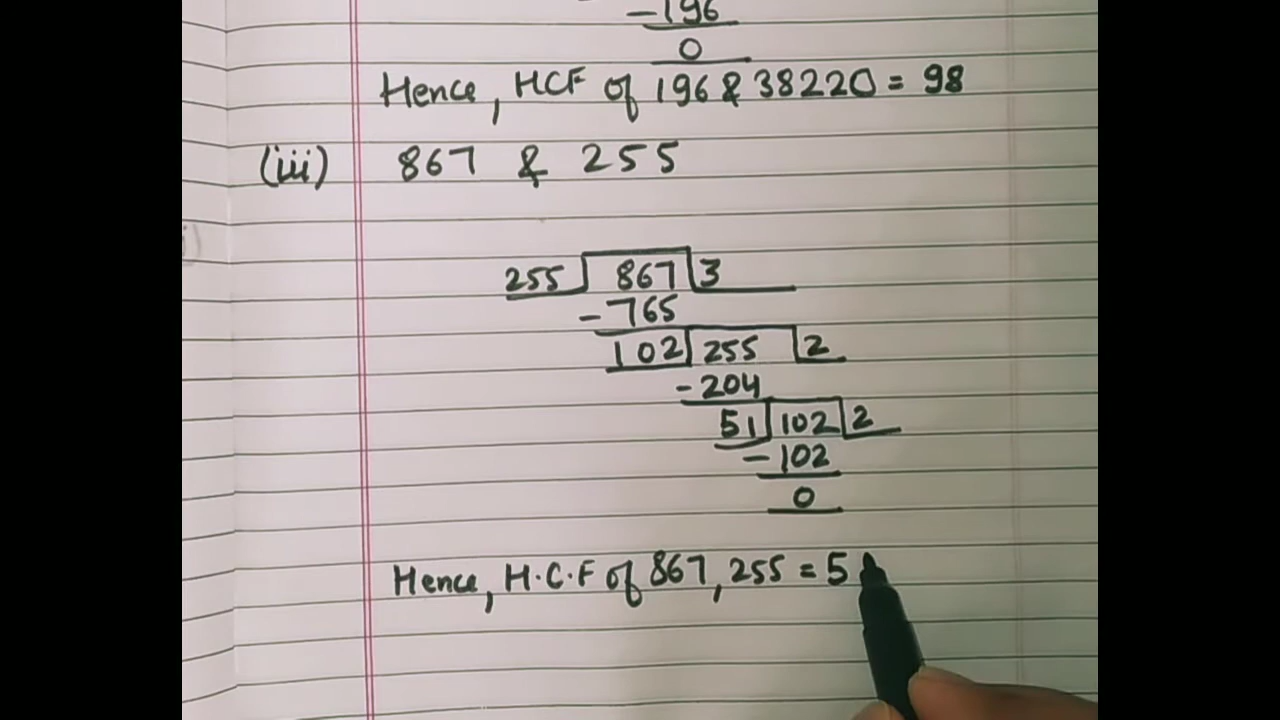 -196
0
Hence, HCF of 196 & 38220 = 98
(iii) 867 & 255
255 867 3
-765
102 255 2
-204
51 102 2
-102
0
Hence, H.C.F of 867, 255 = 5